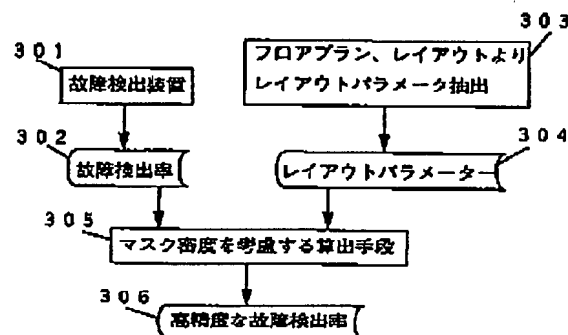 301
故障検出装置
303
フロアプラン、レイアウトより
レイアウトパラメータ抽出
302
故障検出率
304
レイアウトパラメーター
305
マスク密度を考慮する算出手段
306
高精度な故障検出率